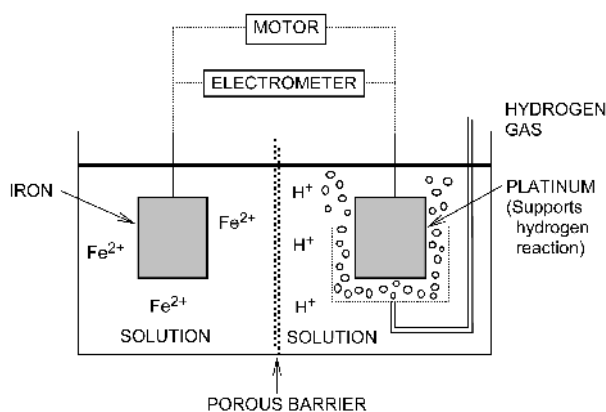 MOTOR
ELECTROMETER
HYDROGEN
GAS
IRON
Fe²⁺
Fe²⁺
Fe²⁺
SOLUTION
H⁺
H⁺
H⁺
SOLUTION
PLATINUM
(Supports
hydrogen
reaction)
POROUS BARRIER